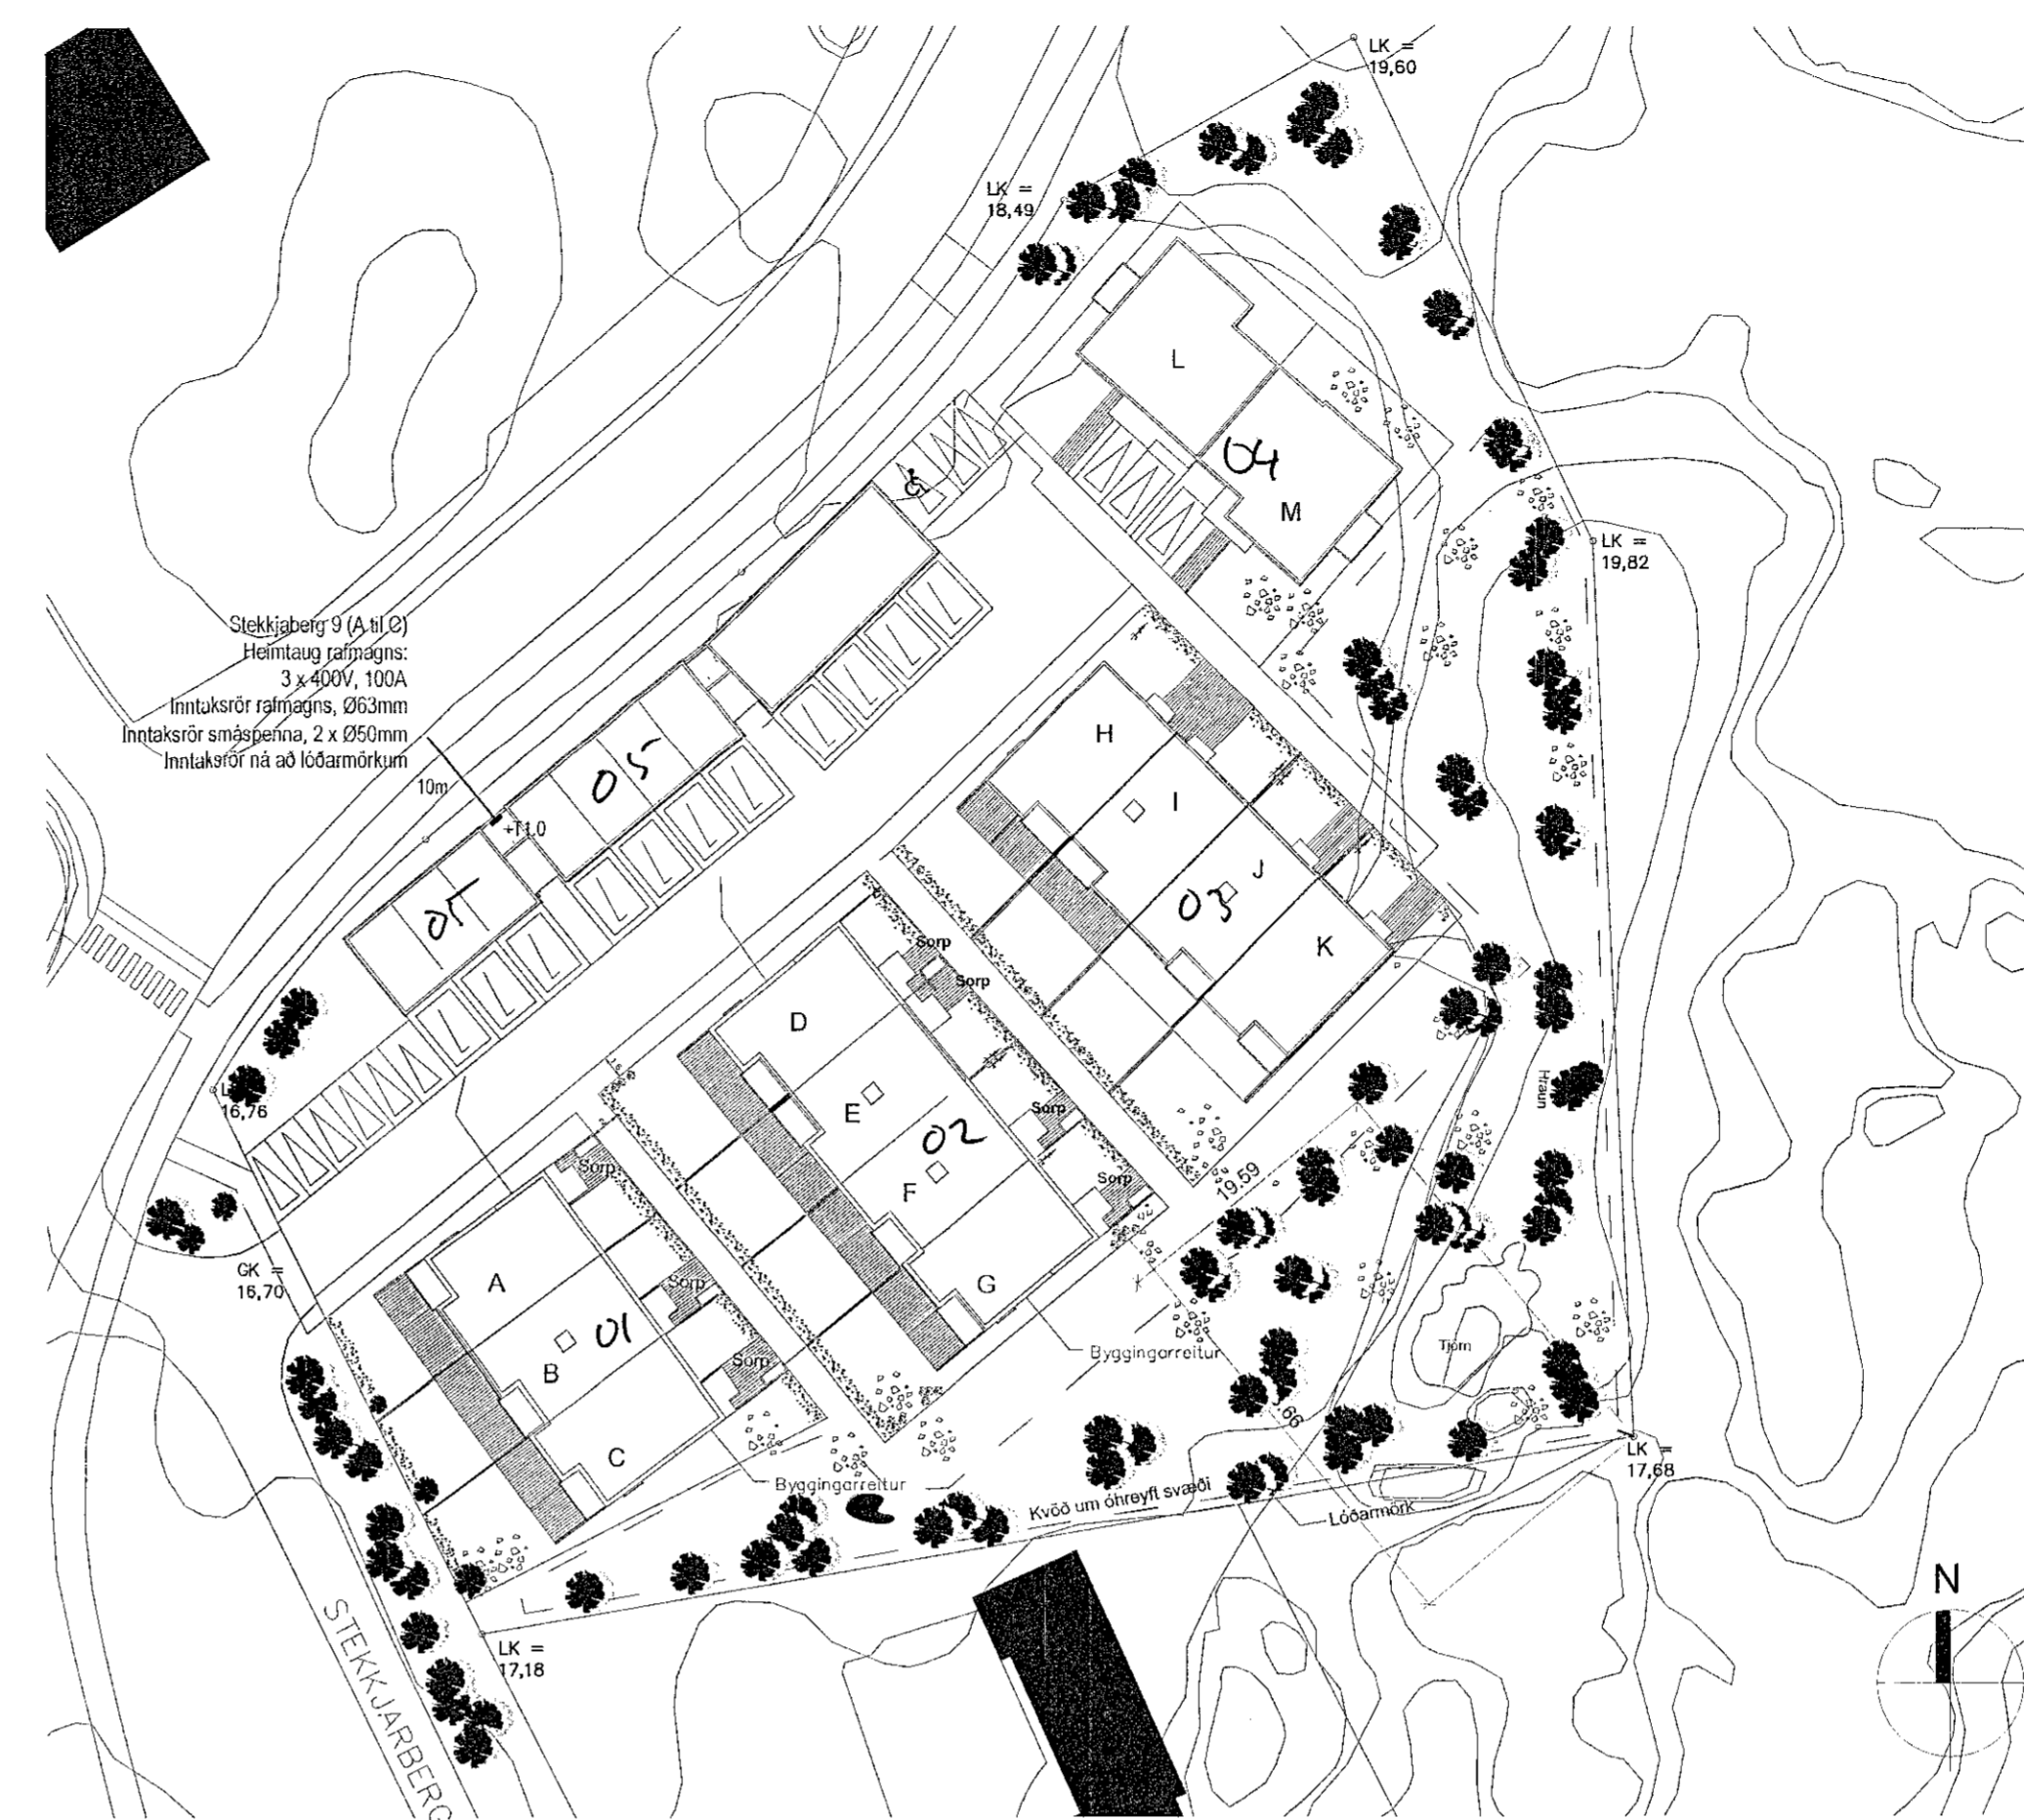 LK =
19,60
LK =
18,49
L
04
M
LK =
19,82
Stekkjaberg 9 (A til C)
Heimtaug rafmagns:
3 x 400V, 100A
Inntaksrör rafmagns, Ø63mm
Inntaksrör smáspenna, 2 x Ø50mm
Inntaksrör ná að lóðarmörkum
10m
H
05
I
J
03
K
05
Sorp
Sorp
D
E
02
F
G
Sorp
Sorp
Hraun
16,76
19.59
Sorp
GK =
16,70
A
Sorp
01
B
Sorp
C
Byggingarreitur
Tjörn
.66
Byggingarreitur
Kvöð um óhreyft svæði
Lóðarmörk
LK =
17,68
LK =
17,18
N
STEKKJARBERG